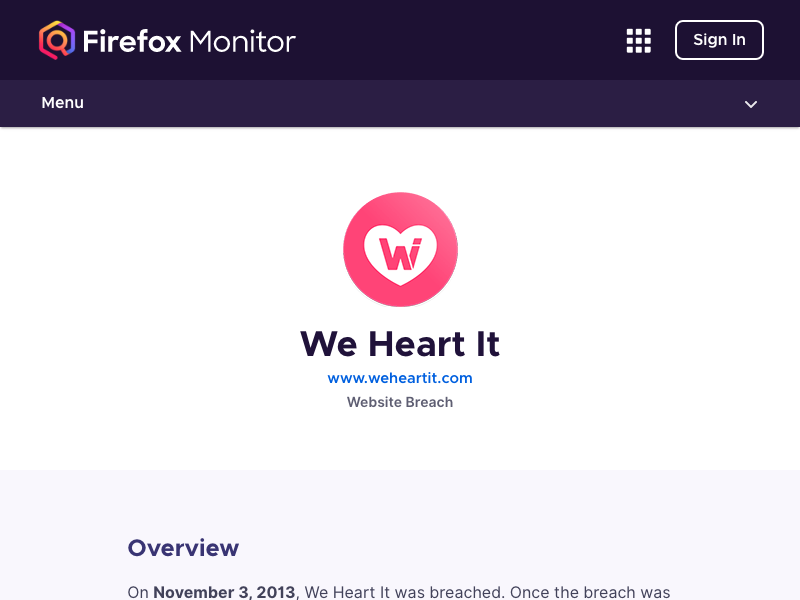 Firefox Monitor
Sign In
Menu
Wi
We Heart It
www.weheartit.com
Website Breach
Overview
On November 3, 2013, We Heart It was breached. Once the breach was